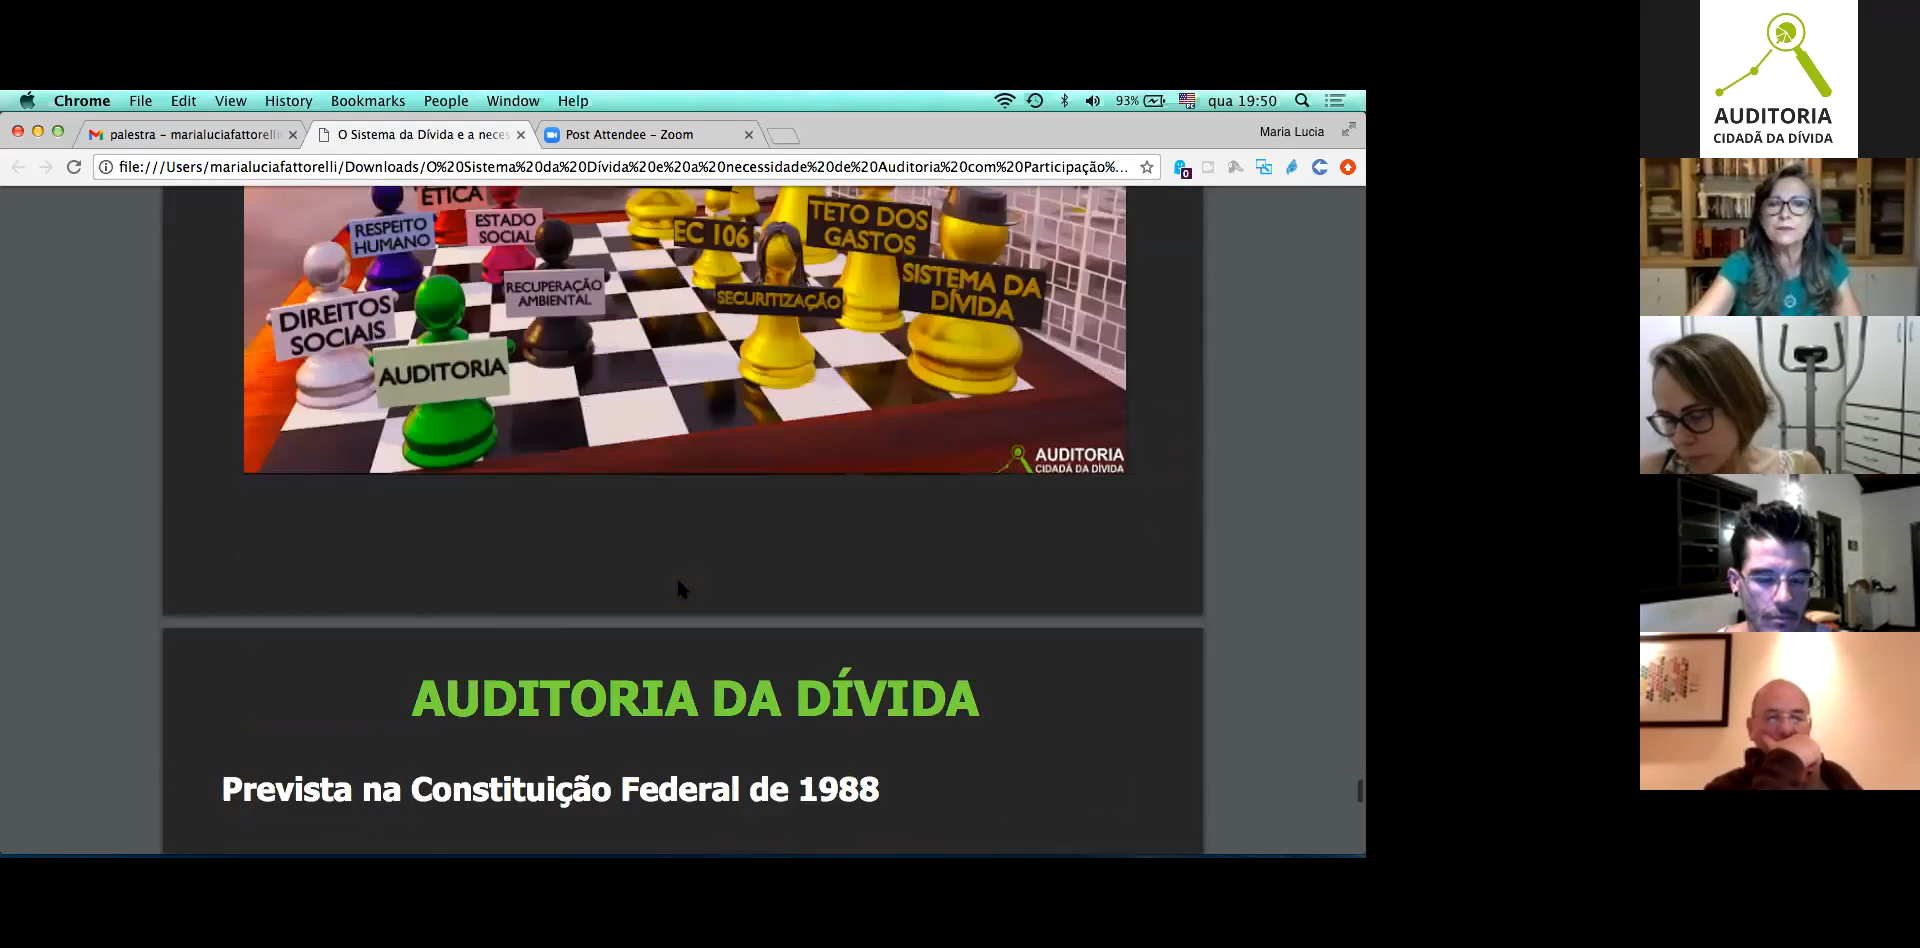 Chrome File Edit View History Bookmarks People Window Help
93% qua 19:50
palestra – marialuciafattorelli
O Sistema da Dívida e a neces
Post Attendee – Zoom
Maria Lucia
file:///Users/marialuciafattorelli/Downloads/O%20Sistema%20da%20Dívida%20e%20a%20necessidade%20de%20Auditoria%20com%20Participação%...
0
ÉTICA
RESPEITO
HUMANO
ESTADO
SOCIAL
EC 106
TETO DOS
GASTOS
RECUPERAÇÃO
AMBIENTAL
SECURITIZAÇÃO
SISTEMA DA
DÍVIDA
DIREITOS
SOCIAIS
AUDITORIA
AUDITORIA
CIDADÃ DA DÍVIDA
AUDITORIA DA DÍVIDA
Prevista na Constituição Federal de 1988
AUDITORIA
CIDADÃ DA DÍVIDA